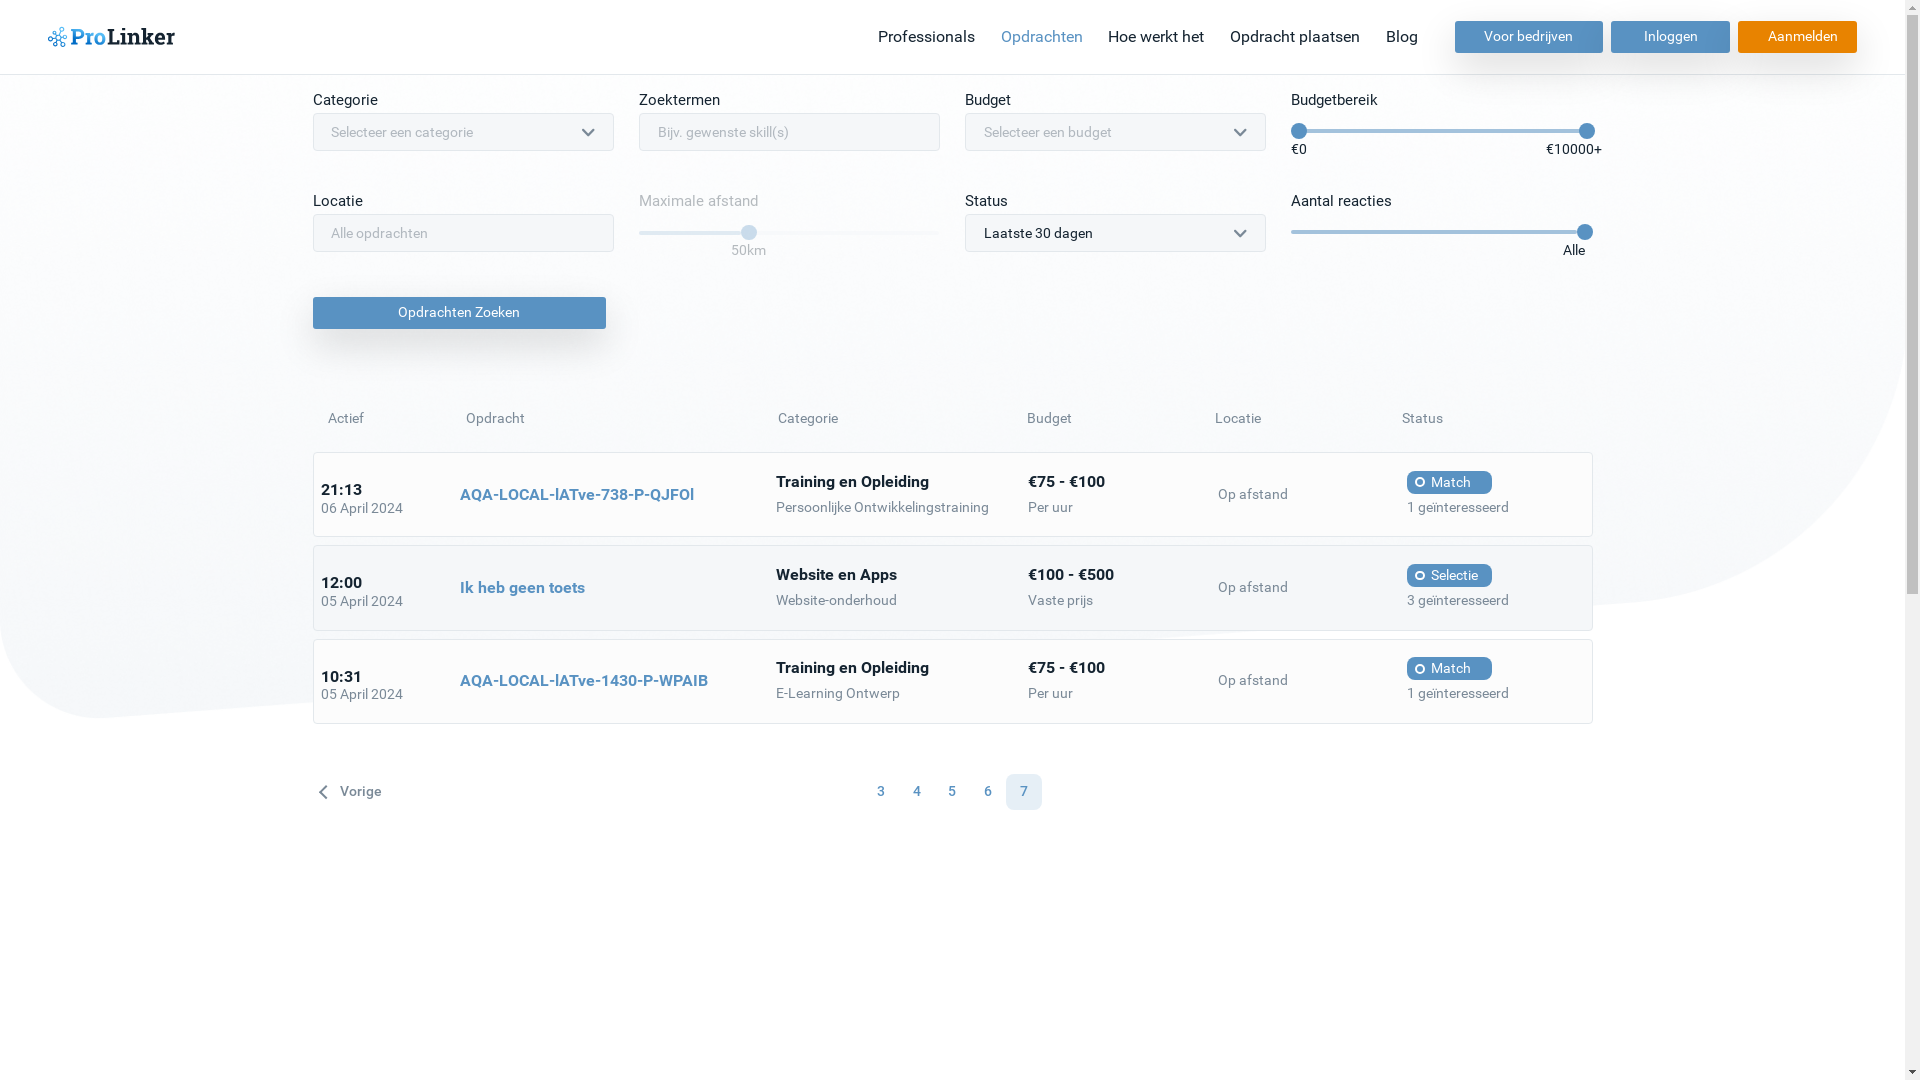 ProLinker
Professionals Opdrachten Hoe werkt het Opdracht plaatsen Blog Voor bedrijven Inloggen Aanmelden
Categorie Zoektermen Budget Budgetbereik
Selecteer een categorie Bijv. gewenste skill(s) Selecteer een budget
€0 €10000+
Locatie Maximale afstand Status Aantal reacties
Alle opdrachten Laatste 30 dagen
50km Alle
Opdrachten Zoeken
Actief Opdracht Categorie Budget Locatie Status
21:13 AQA-LOCAL-lATve-738-P-QJFOl Training en Opleiding €75 - €100 Op afstand Match
06 April 2024 Persoonlijke Ontwikkelingstraining Per uur 1 geïnteresseerd
12:00 Ik heb geen toets Website en Apps €100 - €500 Op afstand Selectie
05 April 2024 Website-onderhoud Vaste prijs 3 geïnteresseerd
10:31 AQA-LOCAL-lATve-1430-P-WPAIB Training en Opleiding €75 - €100 Op afstand Match
05 April 2024 E-Learning Ontwerp Per uur 1 geïnteresseerd
Vorige 3 4 5 6 7